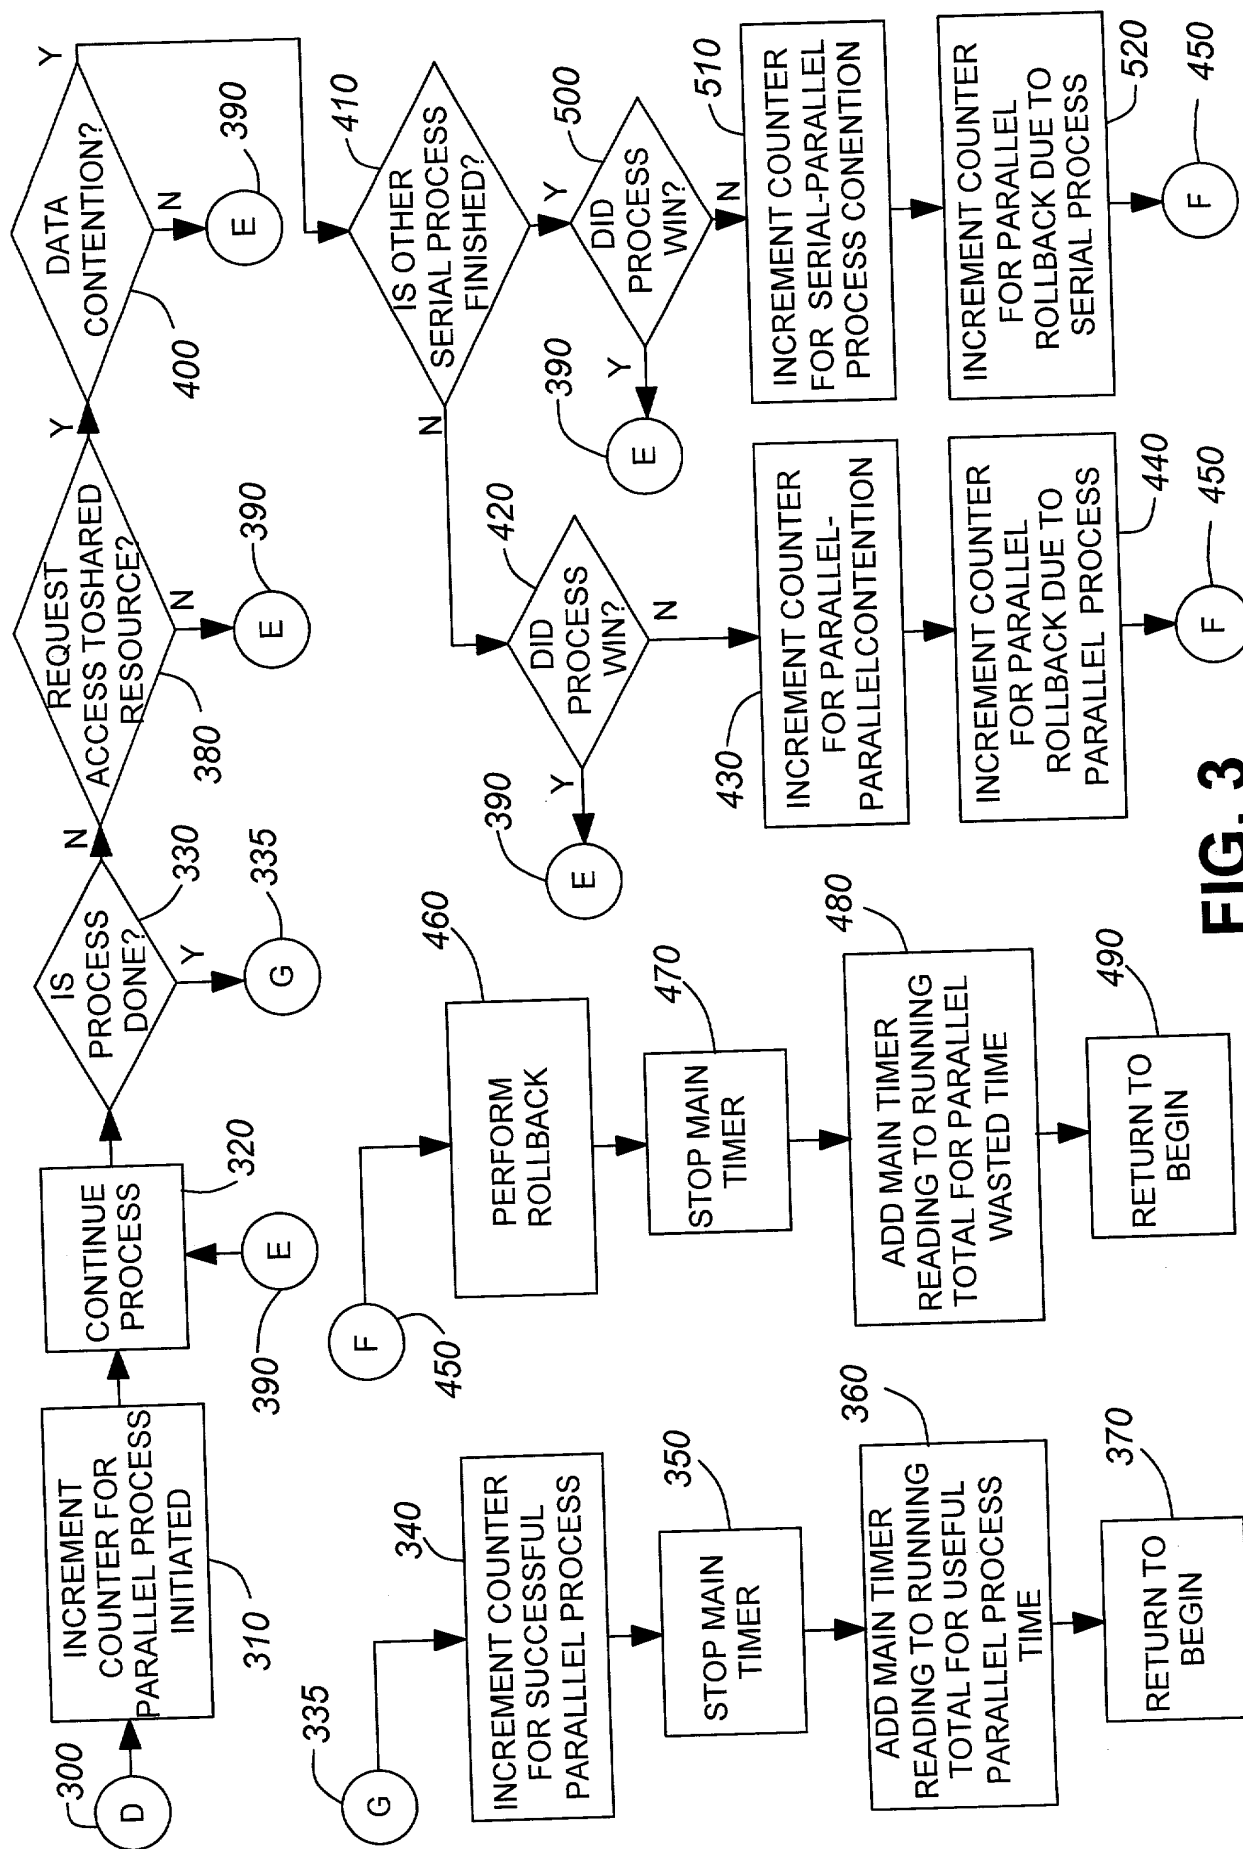 300
D
INCREMENT
COUNTER FOR
PARALLEL PROCESS
INITIATED
310
CONTINUE
PROCESS
320
E
390
IS
PROCESS
DONE?
330
N
Y
G
335
REQUEST
ACCESS TOSHARED
RESOURCE?
380
Y
N
E
390
DATA
CONTENTION?
400
Y
N
E
390
IS OTHER
SERIAL PROCESS
FINISHED?
410
N
Y
DID
PROCESS
WIN?
420
Y
N
E
390
DID
PROCESS
WIN?
500
Y
N
E
390
INCREMENT COUNTER
FOR PARALLEL-
PARALLELCONTENTION
430
INCREMENT COUNTER
FOR PARALLEL
ROLLBACK DUE TO
PARALLEL PROCESS
440
F
450
INCREMENT COUNTER
FOR SERIAL-PARALLEL
PROCESS CONENTION
510
INCREMENT COUNTER
FOR PARALLEL
ROLLBACK DUE TO
SERIAL PROCESS
520
F
450
G
335
INCREMENT COUNTER
FOR SUCCESSFUL
PARALLEL PROCESS
340
STOP MAIN
TIMER
350
ADD MAIN TIMER
READING TO RUNNING
TOTAL FOR USEFUL
PARALLEL PROCESS
TIME
360
RETURN TO
BEGIN
370
F
450
PERFORM
ROLLBACK
460
STOP MAIN
TIMER
470
ADD MAIN TIMER
READING TO RUNNING
TOTAL FOR PARALLEL
WASTED TIME
480
RETURN TO
BEGIN
490
FIG. 3